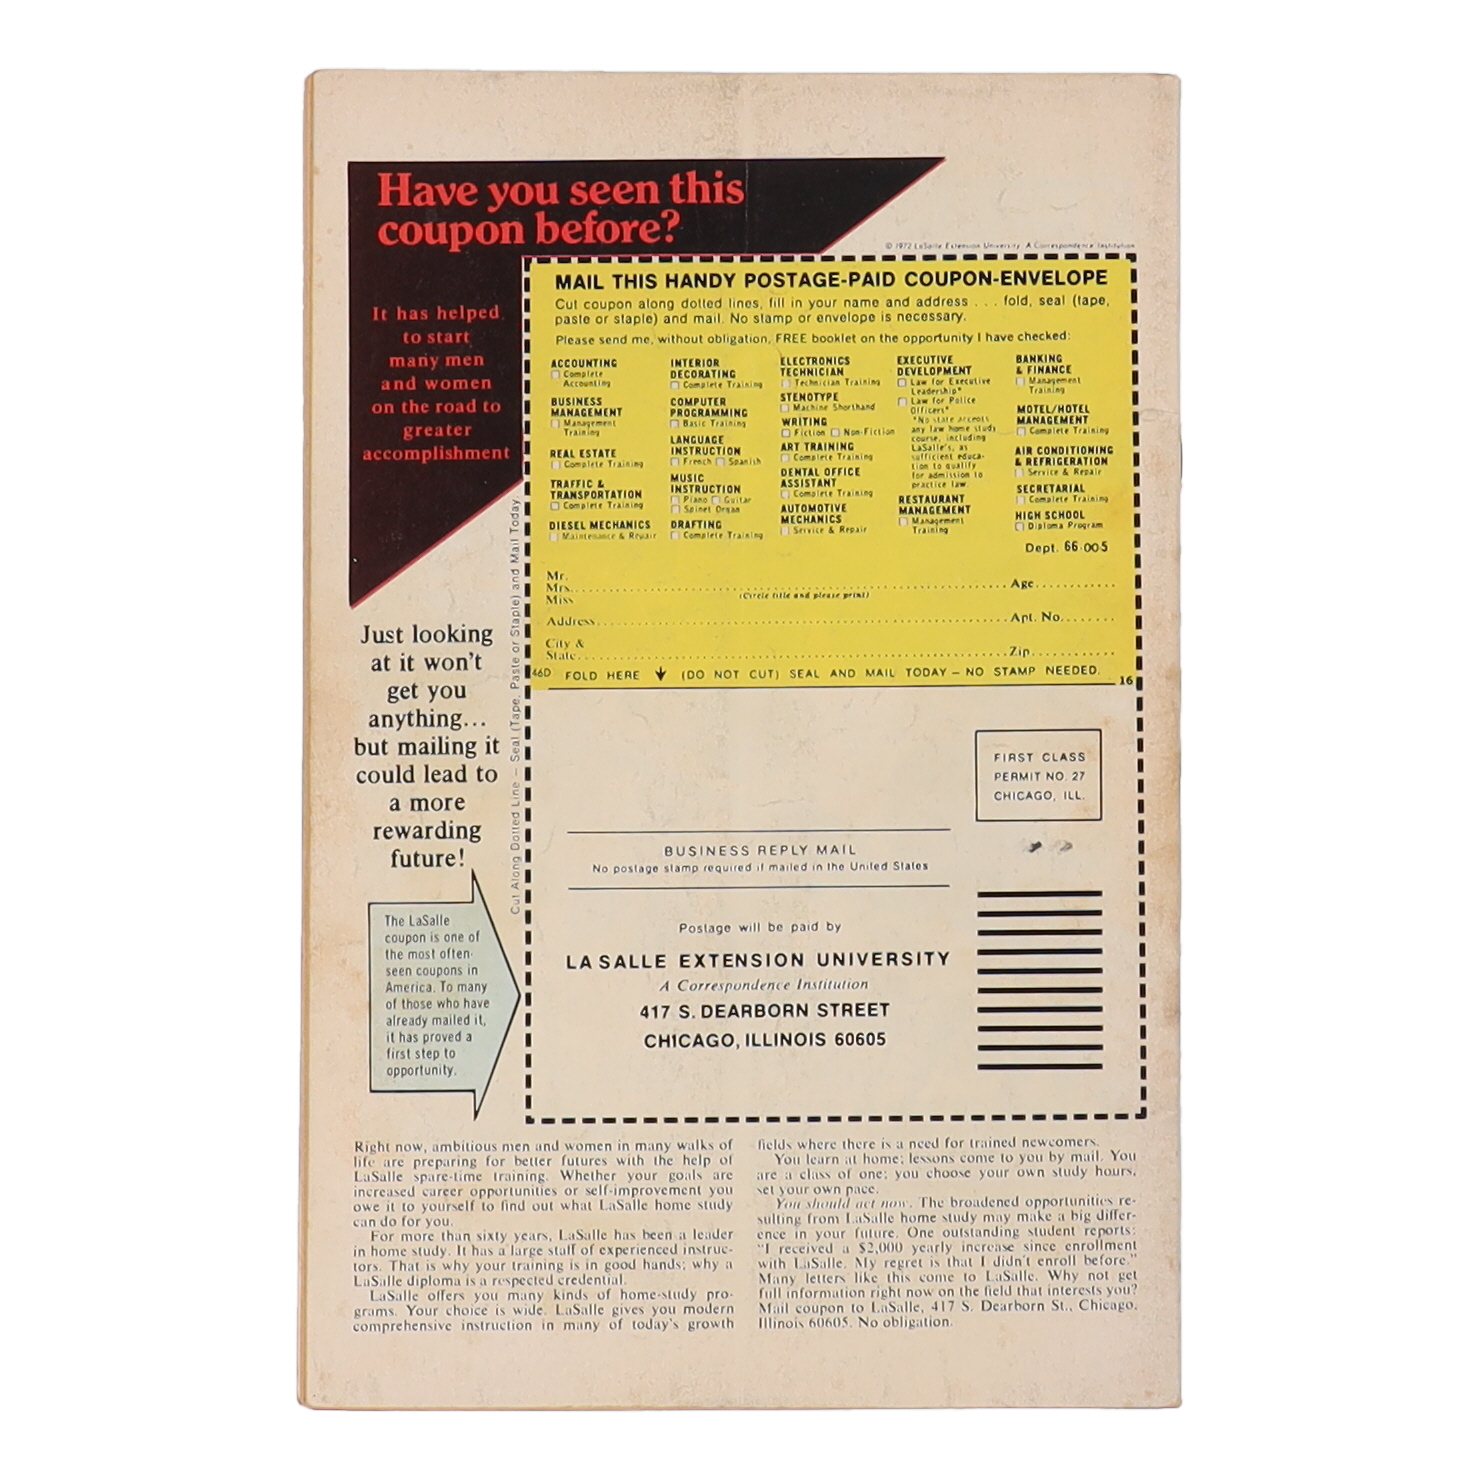 Have you seen this
coupon before?
© 1972 LaSalle Extension University, A Correspondence Institution
It has helped
to start
many men
and women
on the road to
greater
accomplishment
MAIL THIS HANDY POSTAGE-PAID COUPON-ENVELOPE
Cut coupon along dotted lines, fill in your name and address . . . fold, seal (tape,
paste or staple) and mail. No stamp or envelope is necessary.
Please send me, without obligation, FREE booklet on the opportunity I have checked:
ACCOUNTING
Complete
Accounting
BUSINESS
MANAGEMENT
Management
Training
REAL ESTATE
Complete Training
TRAFFIC &
TRANSPORTATION
Complete Training
DIESEL MECHANICS
Maintenance & Repair
INTERIOR
DECORATING
Complete Training
COMPUTER
PROGRAMMING
Basic Training
LANGUAGE
INSTRUCTION
French Spanish
MUSIC
INSTRUCTION
Piano Guitar
Spinet Organ
DRAFTING
Complete Training
ELECTRONICS
TECHNICIAN
Technician Training
STENOTYPE
Machine Shorthand
WRITING
Fiction Non-Fiction
ART TRAINING
Complete Training
DENTAL OFFICE
ASSISTANT
Complete Training
AUTOMOTIVE
MECHANICS
Service & Repair
EXECUTIVE
DEVELOPMENT
Law for Executive
Leadership*
Law for Police
Officers*
*No state accepts
any law home study
course, including
LaSalle's, as
sufficient educa-
tion to qualify
for admission to
practice law.
RESTAURANT
MANAGEMENT
Management
Training
BANKING
& FINANCE
Management
Training
MOTEL/HOTEL
MANAGEMENT
Complete Training
AIR CONDITIONING
& REFRIGERATION
Service & Repair
SECRETARIAL
Complete Training
HIGH SCHOOL
Diploma Program
Dept. 66-005
Mr.
Mrs. Age
Miss (Circle title and please print)
Address Apt. No.
City &
State Zip
46D FOLD HERE (DO NOT CUT) SEAL AND MAIL TODAY – NO STAMP NEEDED. 16
Cut Along Dotted Line – Seal (Tape, Paste or Staple) and Mail Today.
Just looking
at it won't
get you
anything...
but mailing it
could lead to
a more
rewarding
future!
FIRST CLASS
PERMIT NO. 27
CHICAGO, ILL.
BUSINESS REPLY MAIL
No postage stamp required if mailed in the United States
Postage will be paid by
LA SALLE EXTENSION UNIVERSITY
A Correspondence Institution
417 S. DEARBORN STREET
CHICAGO, ILLINOIS 60605
The LaSalle
coupon is one of
the most often-
seen coupons in
America. To many
of those who have
already mailed it,
it has proved a
first step to
opportunity.
Right now, ambitious men and women in many walks of
life are preparing for better futures with the help of
LaSalle spare-time training. Whether your goals are
increased career opportunities or self-improvement you
owe it to yourself to find out what LaSalle home study
can do for you.
For more than sixty years, LaSalle has been a leader
in home study. It has a large staff of experienced instruc-
tors. That is why your training is in good hands; why a
LaSalle diploma is a respected credential.
LaSalle offers you many kinds of home-study pro-
grams. Your choice is wide. LaSalle gives you modern
comprehensive instruction in many of today's growth
fields where there is a need for trained newcomers.
You learn at home; lessons come to you by mail. You
are a class of one; you choose your own study hours,
set your own pace.
You should act now. The broadened opportunities re-
sulting from LaSalle home study may make a big differ-
ence in your future. One outstanding student reports:
"I received a $2,000 yearly increase since enrollment
with LaSalle. My regret is that I didn't enroll before."
Many letters like this come to LaSalle. Why not get
full information right now on the field that interests you?
Mail coupon to LaSalle, 417 S. Dearborn St., Chicago,
Illinois 60605. No obligation.